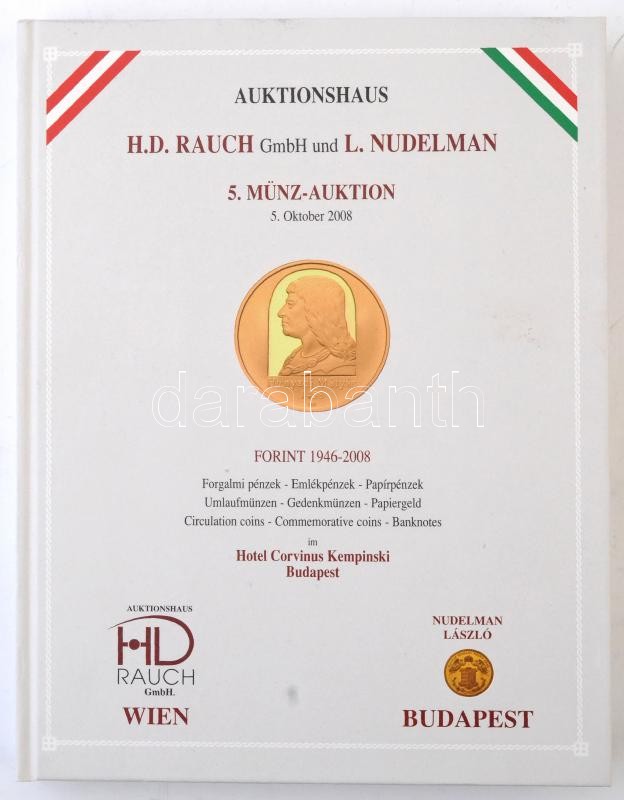 AUKTIONSHAUS
H.D. RAUCH GmbH und L. NUDELMAN
5. MÜNZ-AUKTION
5. Oktober 2008
darabanth
FORINT 1946-2008
Forgalmi pénzek - Emlékpénzek - Papírpénzek
Umlaufmünzen - Gedenkmünzen - Papiergeld
Circulation coins - Commemorative coins - Banknotes
im
Hotel Corvinus Kempinski
Budapest
AUKTIONSHAUS
HD
RAUCH
GmbH.
WIEN
NUDELMAN
LÁSZLÓ
BUDAPEST